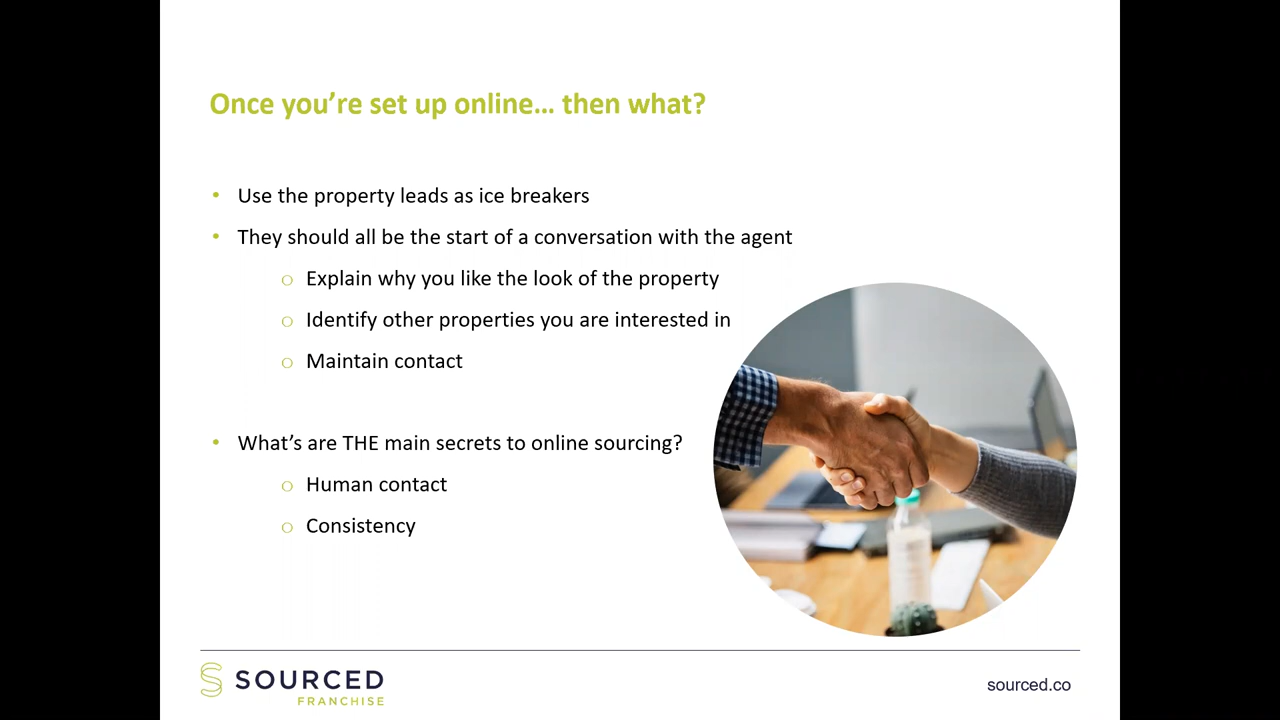 Once you’re set up online… then what?
• Use the property leads as ice breakers
• They should all be the start of a conversation with the agent
o Explain why you like the look of the property
o Identify other properties you are interested in
o Maintain contact
• What’s are THE main secrets to online sourcing?
o Human contact
o Consistency
SOURCED
FRANCHISE
sourced.co